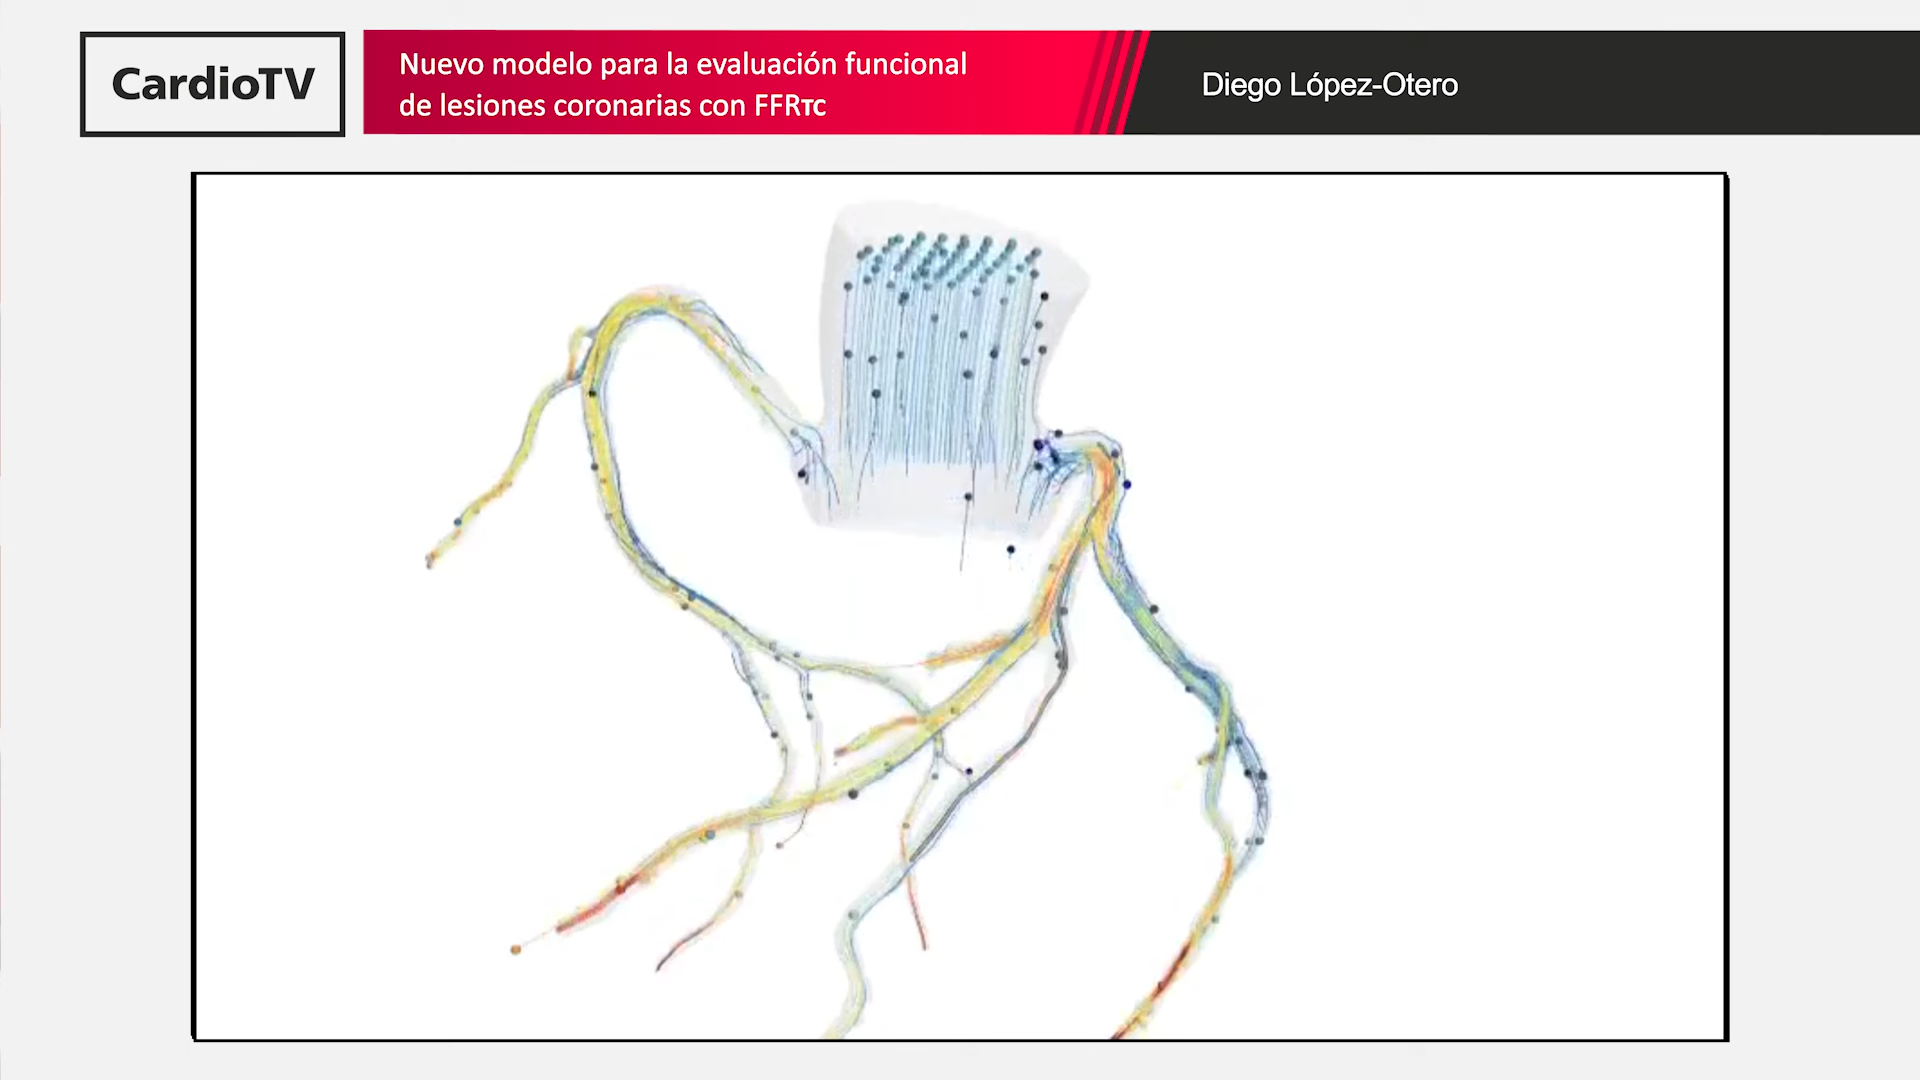 CardioTV
Nuevo modelo para la evaluación funcional
de lesiones coronarias con FFRTC
Diego López-Otero